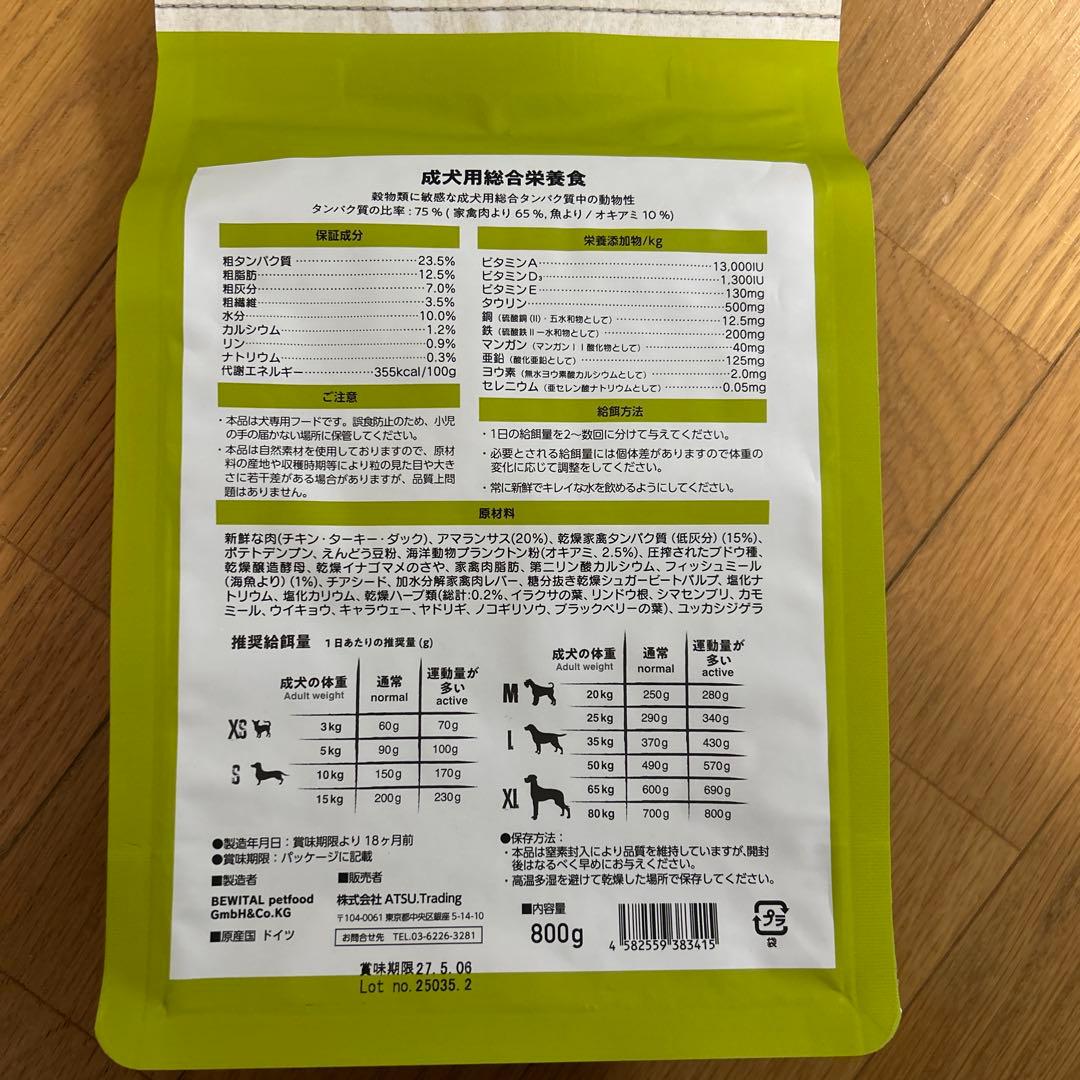 成犬用総合栄養食
穀物類に敏感な成犬用総合タンパク質中の動物性
タンパク質の比率：75％(家禽肉より65％,魚より/オキアミ10％)
保証成分
粗タンパク質 23.5%
粗脂肪 12.5%
粗灰分 7.0%
粗繊維 3.5%
水分 10.0%
カルシウム 1.2%
リン 0.9%
ナトリウム 0.3%
代謝エネルギー 355kcal/100g
ご注意
・本品は犬専用フードです。誤食防止のため、小児
の手の届かない場所に保管してください。
・本品は自然素材を使用しておりますので、原材
料の産地や収穫時期等により粒の見た目や大き
さに若干差がある場合がありますが、品質上問
題はありません。
栄養添加物/kg
ビタミンA 13,000IU
ビタミンD₃ 1,300IU
ビタミンE 130mg
タウリン 500mg
銅（硫酸銅(II)・五水和物として） 12.5mg
鉄（硫酸鉄II一水和物として） 200mg
マンガン（マンガンII酸化物として） 40mg
亜鉛（酸化亜鉛として） 125mg
ヨウ素（無水ヨウ素酸カルシウムとして） 2.0mg
セレニウム（亜セレン酸ナトリウムとして） 0.05mg
給餌方法
・1日の給餌量を2〜数回に分けて与えてください。
・必要とされる給餌量には個体差がありますので体重の
変化に応じて調整をしてください。
・常に新鮮でキレイな水を飲めるようにしてください。
原材料
新鮮な肉(チキン・ターキー・ダック)、アマランサス(20%)、乾燥家禽タンパク質(低灰分)(15%)、
ポテトデンプン、えんどう豆粉、海洋動物プランクトン粉(オキアミ、2.5%)、圧搾されたブドウ種、
乾燥醸造酵母、乾燥イナゴマメのさや、家禽肉脂肪、第二リン酸カルシウム、フィッシュミール
(海魚より)(1%)、チアシード、加水分解家禽肉レバー、糖分抜き乾燥シュガービートパルプ、塩化ナ
トリウム、塩化カリウム、乾燥ハーブ類(総計:0.2%、イラクサの葉、リンドウ根、シマセンブリ、カモ
ミール、ウイキョウ、キャラウェー、ヤドリギ、ノコギリソウ、ブラックベリーの葉)、ユッカシジゲラ
推奨給餌量 1日あたりの推奨量(g)
成犬の体重 通常 運動量が
多い
Adult weight normal active
XS 3kg 60g 70g
5kg 90g 100g
S 10kg 150g 170g
15kg 200g 230g
成犬の体重 通常 運動量が
多い
Adult weight normal active
M 20kg 250g 280g
25kg 290g 340g
L 35kg 370g 430g
50kg 490g 570g
XL 65kg 600g 690g
80kg 700g 800g
●製造年月日：賞味期限より18ヶ月前
●賞味期限：パッケージに記載
■製造者
BEWITAL petfood
GmbH&Co.KG
■原産国 ドイツ
■販売者
株式会社 ATSU.Trading
〒104-0061 東京都中央区銀座 5-14-10
お問合せ先 TEL.03-6226-3281
●保存方法：
・本品は窒素封入により品質を維持していますが、開封
後はなるべく早めにお与えください。
・高温多湿を避けて乾燥した場所で保存してください。
■内容量
800g
4 582559 383415
プラ
袋
賞味期限27.5.06
Lot no.25035.2